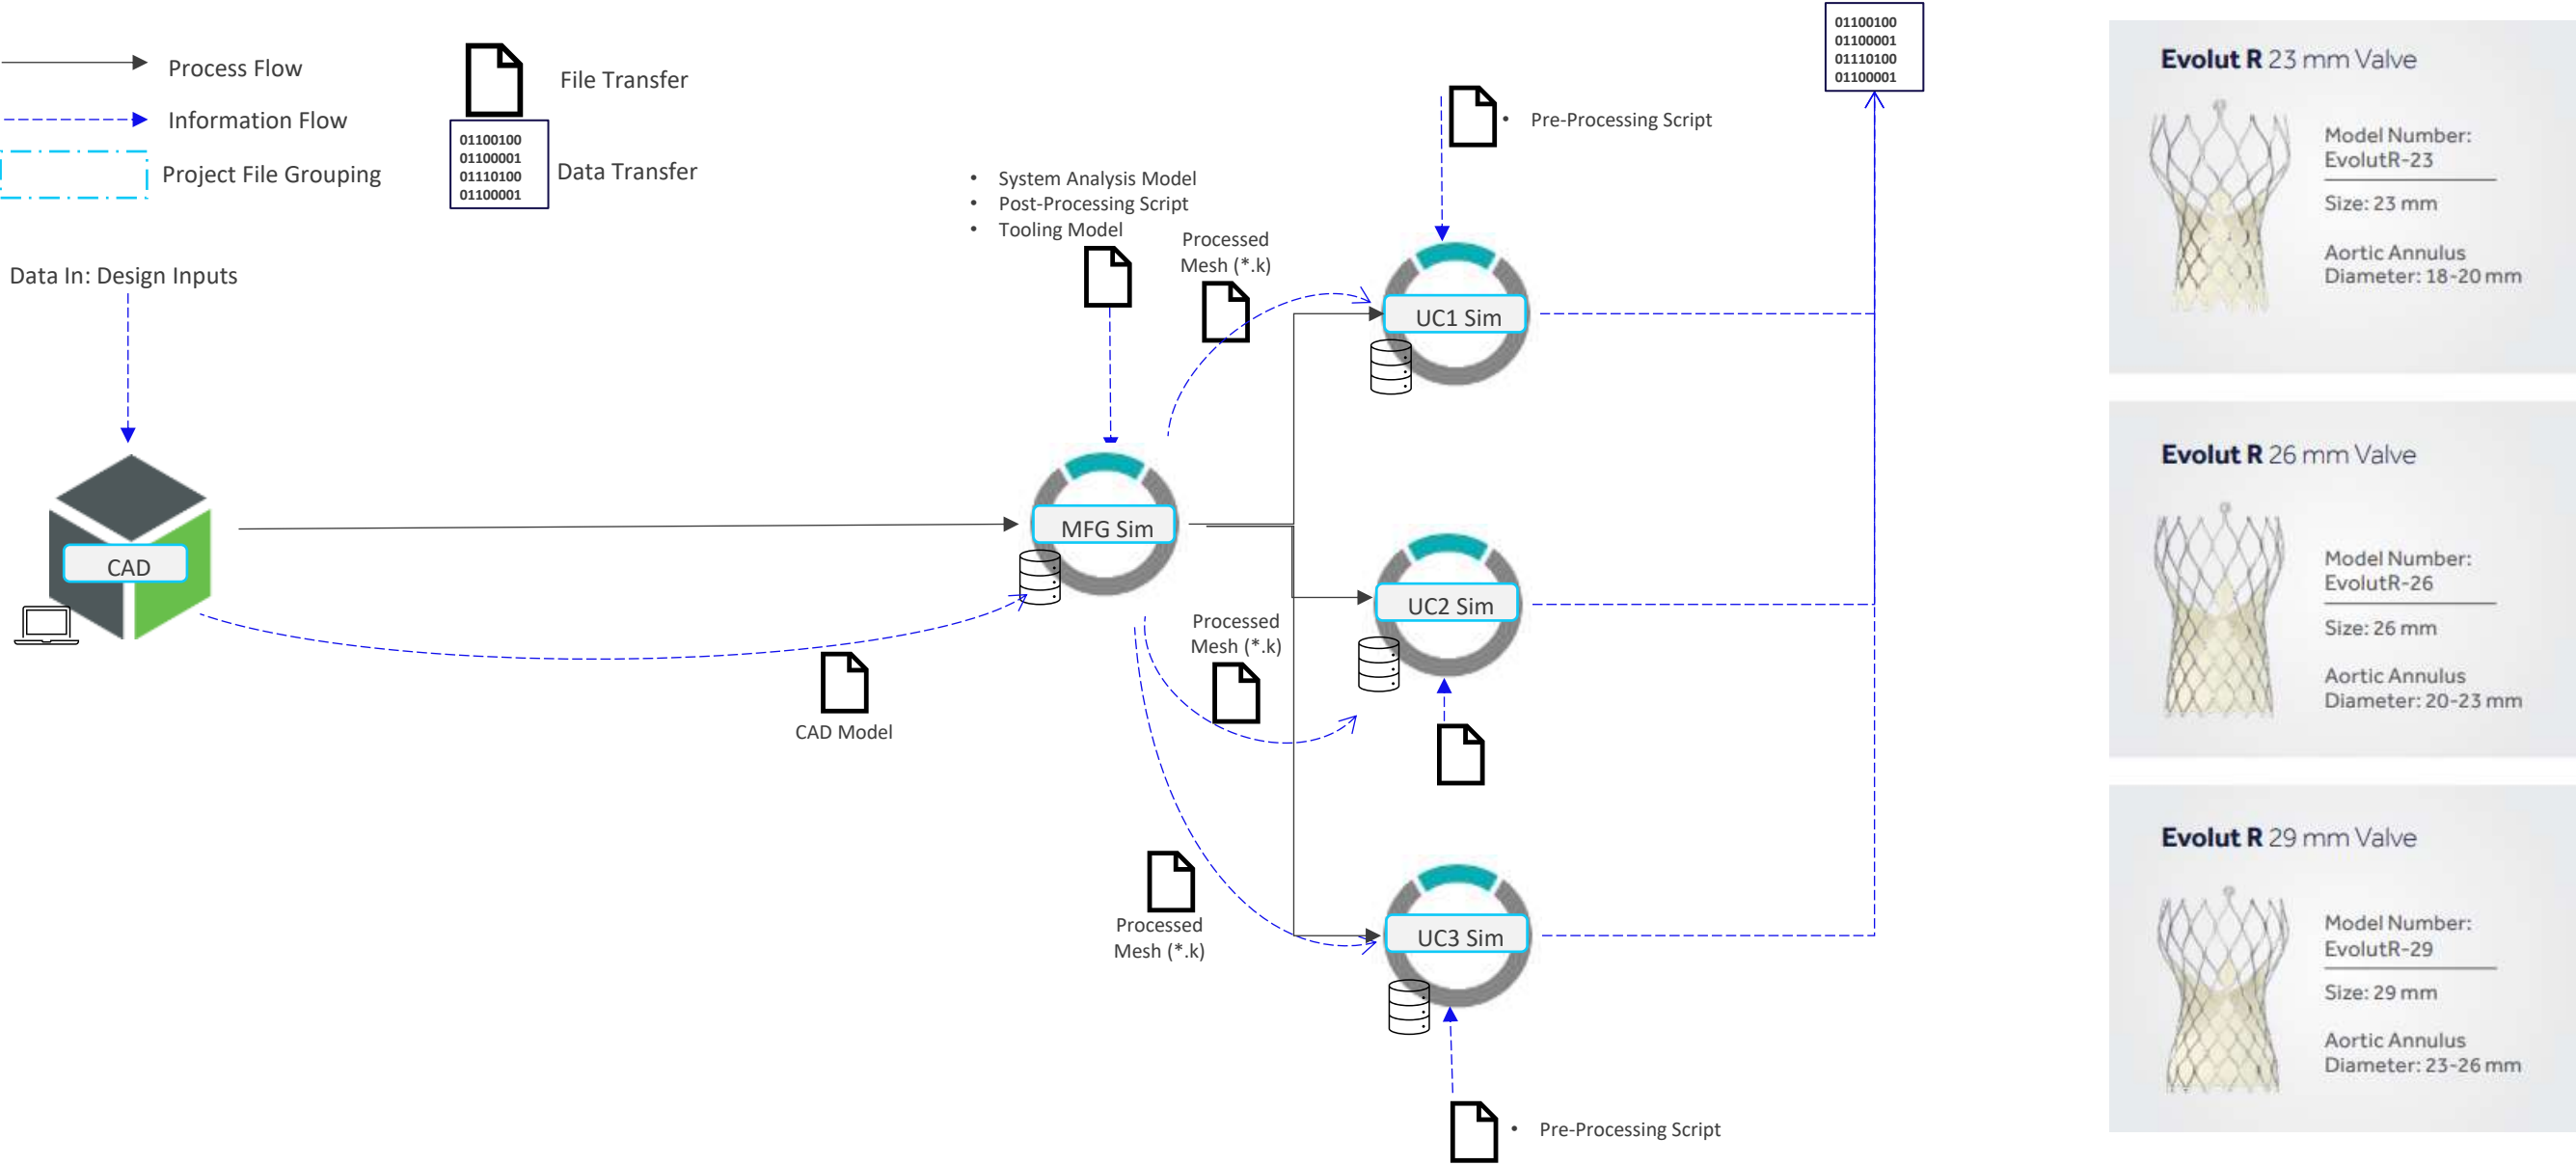 Process Flow
Information Flow
Project File Grouping
File Transfer
01100100
01100001
01110100
01100001
Data Transfer
Data In: Design Inputs
CAD
CAD Model
• System Analysis Model
• Post-Processing Script
• Tooling Model
MFG Sim
Processed
Mesh (*.k)
Processed
Mesh (*.k)
Processed
Mesh (*.k)
• Pre-Processing Script
UC1 Sim
UC2 Sim
UC3 Sim
• Pre-Processing Script
01100100
01100001
01110100
01100001
Evolut R 23 mm Valve
Model Number:
EvolutR-23
Size: 23 mm
Aortic Annulus
Diameter: 18-20 mm
Evolut R 26 mm Valve
Model Number:
EvolutR-26
Size: 26 mm
Aortic Annulus
Diameter: 20-23 mm
Evolut R 29 mm Valve
Model Number:
EvolutR-29
Size: 29 mm
Aortic Annulus
Diameter: 23-26 mm